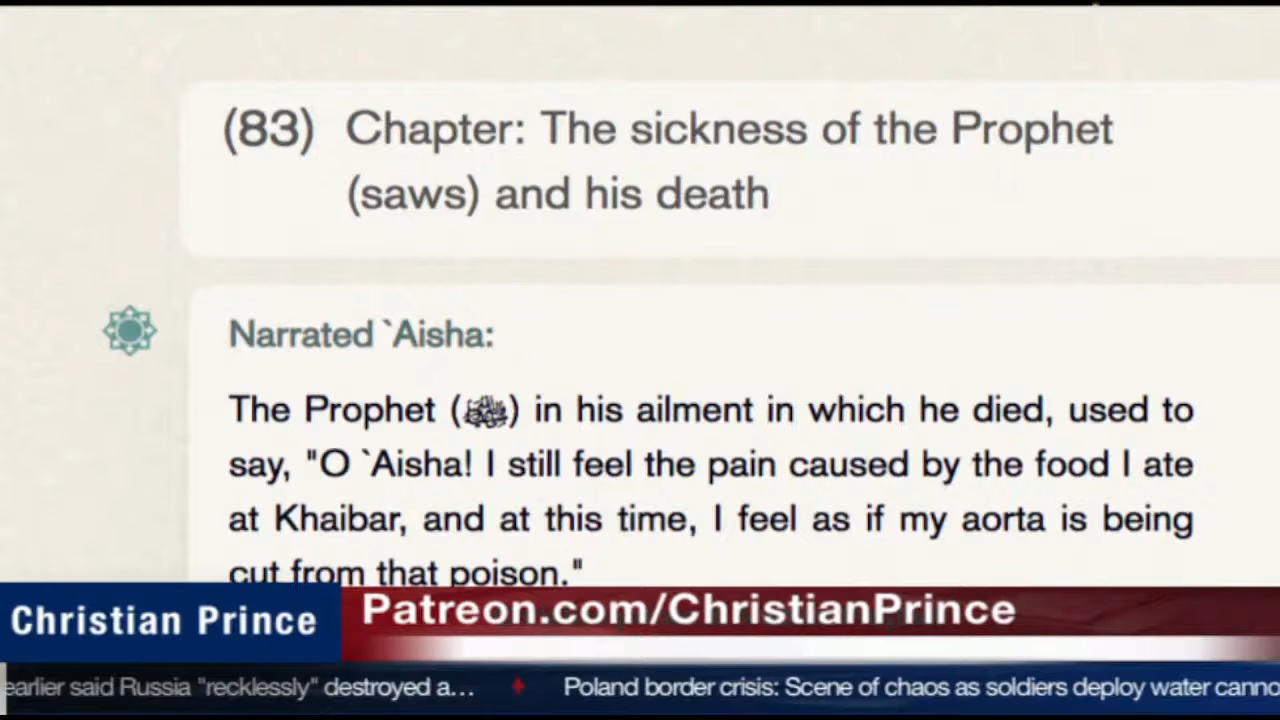 (83) Chapter: The sickness of the Prophet
(saws) and his death
Narrated `Aisha:
The Prophet (ﷺ) in his ailment in which he died, used to
say, "O `Aisha! I still feel the pain caused by the food I ate
at Khaibar, and at this time, I feel as if my aorta is being
cut from that poison."
Christian Prince
Patreon.com/ChristianPrince
earlier said Russia "recklessly" destroyed a... Poland border crisis: Scene of chaos as soldiers deploy water canno